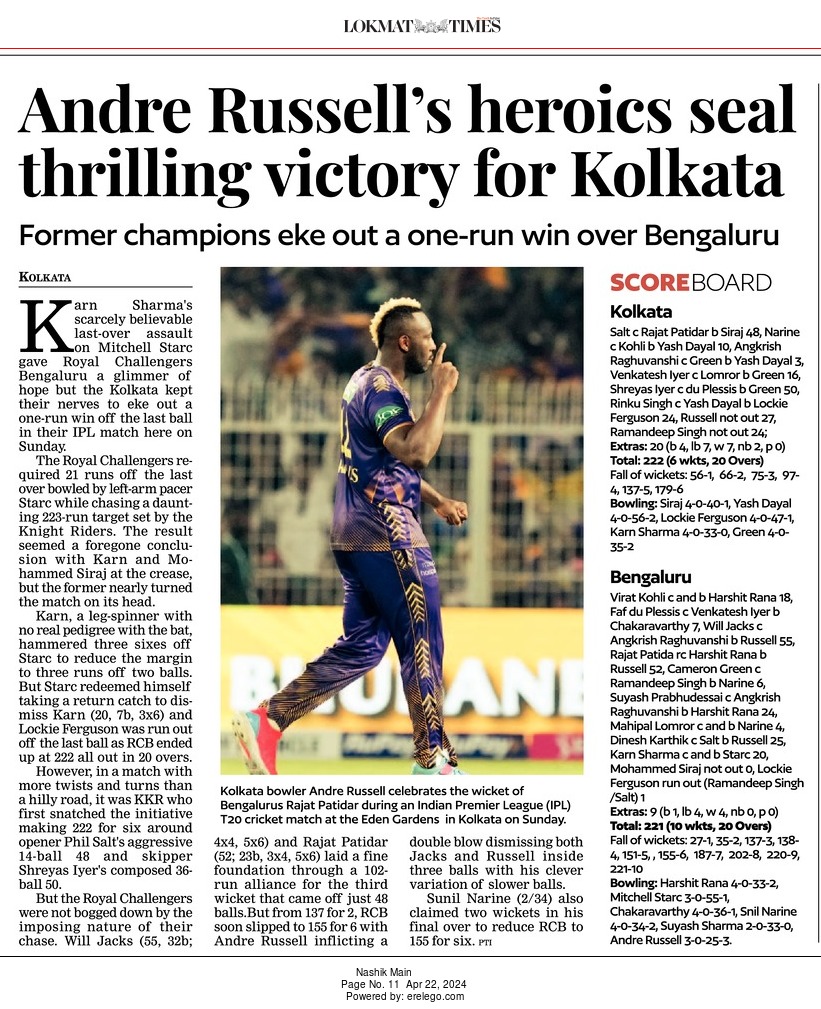 LOKMAT TIMES
Andre Russell's heroics seal
thrilling victory for Kolkata
Former champions eke out a one-run win over Bengaluru
KOLKATA
Karn Sharma's
scarcely believable
last-over assault
on Mitchell Starc
gave Royal Challengers
Bengaluru a glimmer of
hope but the Kolkata kept
their nerves to eke out a
one-run win off the last ball
in their IPL match here on
Sunday.
The Royal Challengers re-
quired 21 runs off the last
over bowled by left-arm pacer
Starc while chasing a daunt-
ing 223-run target set by the
Knight Riders. The result
seemed a foregone conclu-
sion with Karn and Mo-
hammed Siraj at the crease,
but the former nearly turned
the match on its head.
Karn, a leg-spinner with
no real pedigree with the bat,
hammered three sixes off
Starc to reduce the margin
to three runs off two balls.
But Starc redeemed himself
taking a return catch to dis-
miss Karn (20, 7b, 3x6) and
Lockie Ferguson was run out
off the last ball as RCB ended
up at 222 all out in 20 overs.
However, in a match with
more twists and turns than
a hilly road, it was KKR who
first snatched the initiative
making 222 for six around
opener Phil Salt's aggressive
14-ball 48 and skipper
Shreyas Iyer's composed 36-
ball 50.
But the Royal Challengers
were not bogged down by the
imposing nature of their
chase. Will Jacks (55, 32b;
BHUBANE
Kolkata bowler Andre Russell celebrates the wicket of
Bengalurus Rajat Patidar during an Indian Premier League (IPL)
T20 cricket match at the Eden Gardens in Kolkata on Sunday.
4x4, 5x6) and Rajat Patidar
(52; 23b, 3x4, 5x6) laid a fine
foundation through a 102-
run alliance for the third
wicket that came off just 48
balls.But from 137 for 2, RCB
soon slipped to 155 for 6 with
Andre Russell inflicting a
double blow dismissing both
Jacks and Russell inside
three balls with his clever
variation of slower balls.
Sunil Narine (2/34) also
claimed two wickets in his
final over to reduce RCB to
155 for six. PTI
SCOREBOARD
Kolkata
Salt c Rajat Patidar b Siraj 48, Narine
c Kohli b Yash Dayal 10, Angkrish
Raghuvanshi c Green b Yash Dayal 3,
Venkatesh Iyer c Lomror b Green 16,
Shreyas Iyer c du Plessis b Green 50,
Rinku Singh c Yash Dayal b Lockie
Ferguson 24, Russell not out 27,
Ramandeep Singh not out 24;
Extras: 20 (b 4, lb 7, w 7, nb 2, p 0)
Total: 222 (6 wkts, 20 Overs)
Fall of wickets: 56-1, 66-2, 75-3, 97-
4, 137-5, 179-6
Bowling: Siraj 4-0-40-1, Yash Dayal
4-0-56-2, Lockie Ferguson 4-0-47-1,
Karn Sharma 4-0-33-0, Green 4-0-
35-2
Bengaluru
Virat Kohli c and b Harshit Rana 18,
Faf du Plessis c Venkatesh Iyer b
Chakaravarthy 7, Will Jacks c
Angkrish Raghuvanshi b Russell 55,
Rajat Patida rc Harshit Rana b
Russell 52, Cameron Green c
Ramandeep Singh b Narine 6,
Suyash Prabhudessai c Angkrish
Raghuvanshi b Harshit Rana 24,
Mahipal Lomror c and b Narine 4,
Dinesh Karthik c Salt b Russell 25,
Karn Sharma c and b Starc 20,
Mohammed Siraj not out 0, Lockie
Ferguson run out (Ramandeep Singh
/Salt) 1
Extras: 9 (b 1, lb 4, w 4, nb 0, p 0)
Total: 221 (10 wkts, 20 Overs)
Fall of wickets: 27-1, 35-2, 137-3, 138-
4, 151-5, , 155-6, 187-7, 202-8, 220-9,
221-10
Bowling: Harshit Rana 4-0-33-2,
Mitchell Starc 3-0-55-1,
Chakaravarthy 4-0-36-1, Snil Narine
4-0-34-2, Suyash Sharma 2-0-33-0,
Andre Russell 3-0-25-3.
Nashik Main
Page No. 11 Apr 22, 2024
Powered by: erelego.com